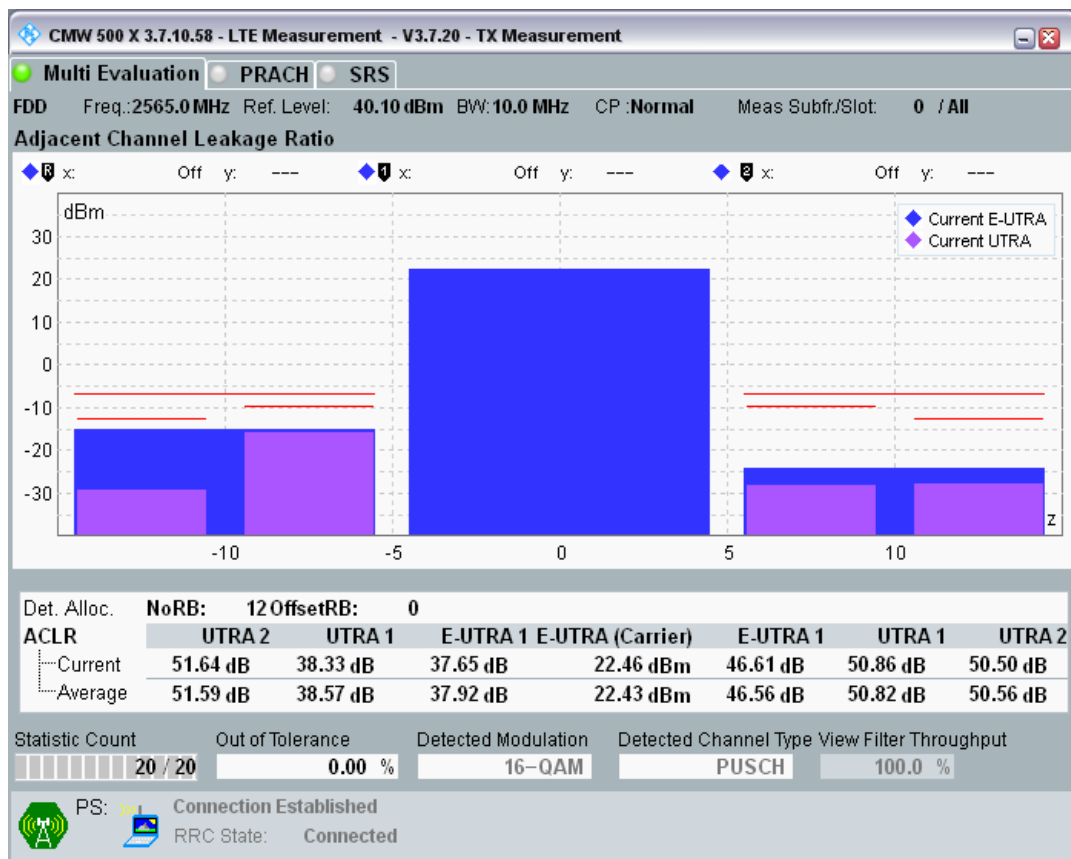 CMW 500 X 3.7.10.58 - LTE Measurement - V3.7.20 - TX Measurement
Multi Evaluation PRACH SRS
FDD Freq.:2565.0 MHz Ref. Level: 40.10 dBm BW: 10.0 MHz CP :Normal Meas Subfr./Slot: 0 / All
Adjacent Channel Leakage Ratio
R x: Off y: --- 1 x: Off y: --- 2 x: Off y: ---
dBm
Current E-UTRA
Current UTRA
30
20
10
0
-10
-20
-30
z
-10 -5 0 5 10
Det. Alloc. NoRB: 12 OffsetRB: 0
ACLR UTRA 2 UTRA 1 E-UTRA 1 E-UTRA (Carrier) E-UTRA 1 UTRA 1 UTRA 2
Current 51.64 dB 38.33 dB 37.65 dB 22.46 dBm 46.61 dB 50.86 dB 50.50 dB
Average 51.59 dB 38.57 dB 37.92 dB 22.43 dBm 46.56 dB 50.82 dB 50.56 dB
Statistic Count Out of Tolerance Detected Modulation Detected Channel Type View Filter Throughput
20 / 20 0.00 % 16-QAM PUSCH 100.0 %
PS: Connection Established
RRC State: Connected